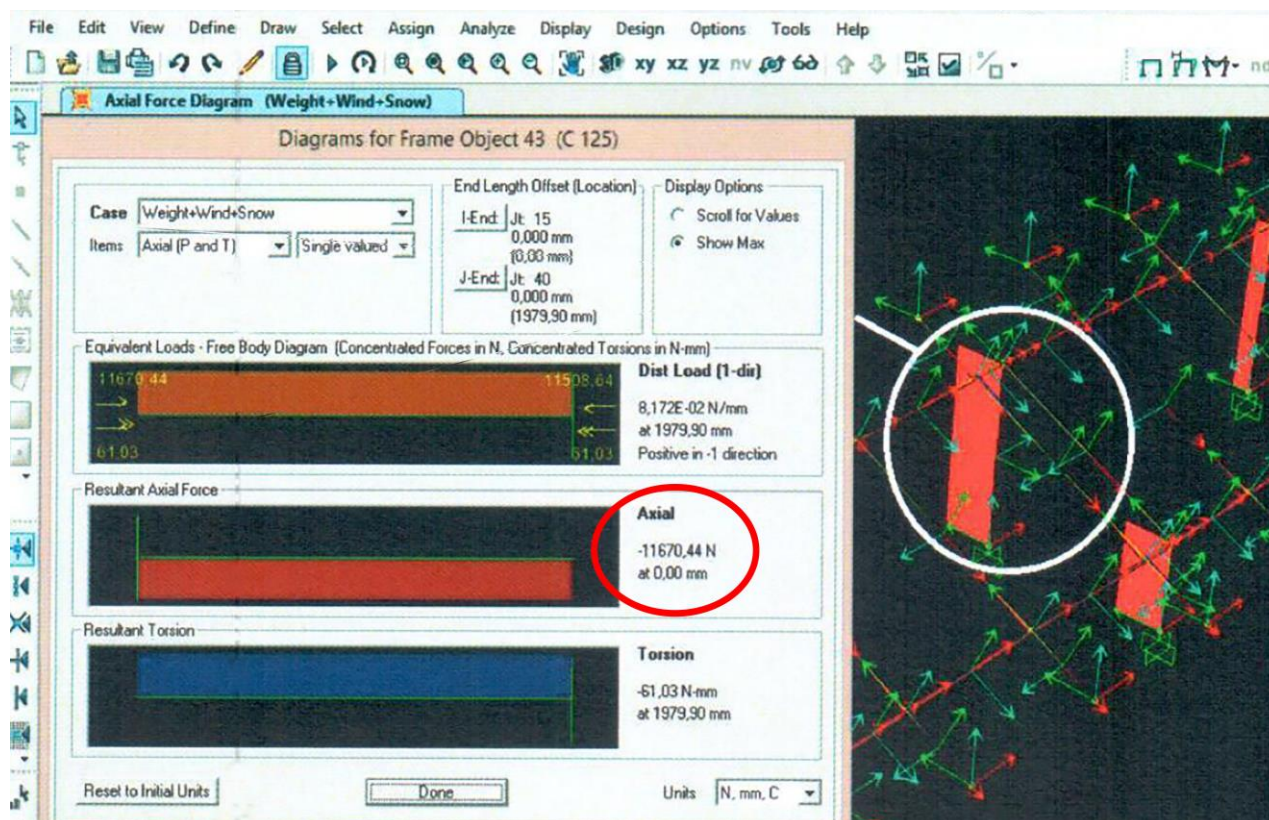 File Edit View Define Draw Select Assign Analyze Display Design Options Tools Help
xy xz yz nv
nd
Axial Force Diagram (Weight+Wind+Snow)
Diagrams for Frame Object 43 (C 125)
Case Weight+Wind+Snow
Items Axial (P and T) Single valued
End Length Offset (Location)
I-End: Jt: 15
0,000 mm
(0,00 mm)
J-End: Jt: 40
0,000 mm
(1979,90 mm)
Display Options
Scroll for Values
Show Max
Equivalent Loads - Free Body Diagram (Concentrated Forces in N, Concentrated Torsions in N-mm)
11670,44 11508,64
61,03 61,03
Dist Load (1-dir)
8,172E-02 N/mm
at 1979,90 mm
Positive in -1 direction
Resultant Axial Force
Axial
-11670,44 N
at 0,00 mm
Resultant Torsion
Torsion
-61,03 N-mm
at 1979,90 mm
Reset to Initial Units Done Units N, mm, C